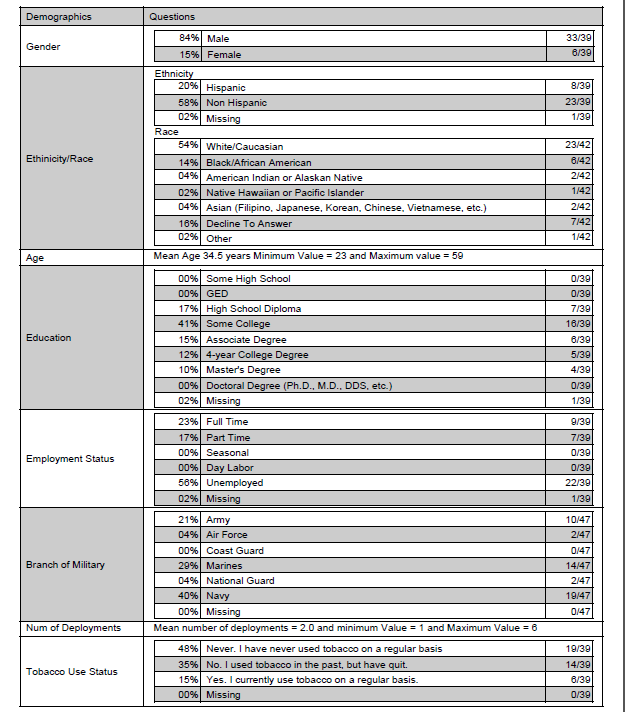 Demographics Questions
Gender
84% Male 33/39
15% Female 6/39
Ethinicity/Race
Ethnicity
20% Hispanic 8/39
58% Non Hispanic 23/39
02% Missing 1/39
Race
54% White/Caucasian 23/42
14% Black/African American 6/42
04% American Indian or Alaskan Native 2/42
02% Native Hawaiian or Pacific Islander 1/42
04% Asian (Filipino, Japanese, Korean, Chinese, Vietnamese, etc.) 2/42
16% Decline To Answer 7/42
02% Other 1/42
Age Mean Age 34.5 years Minimum Value = 23 and Maximum value = 59
Education
00% Some High School 0/39
00% GED 0/39
17% High School Diploma 7/39
41% Some College 16/39
15% Associate Degree 6/39
12% 4-year College Degree 5/39
10% Master's Degree 4/39
00% Doctoral Degree (Ph.D., M.D., DDS, etc.) 0/39
02% Missing 1/39
Employment Status
23% Full Time 9/39
17% Part Time 7/39
00% Seasonal 0/39
00% Day Labor 0/39
56% Unemployed 22/39
02% Missing 1/39
Branch of Military
21% Army 10/47
04% Air Force 2/47
00% Coast Guard 0/47
29% Marines 14/47
04% National Guard 2/47
40% Navy 19/47
00% Missing 0/47
Num of Deployments Mean number of deployments = 2.0 and minimum Value = 1 and Maximum Value = 6
Tobacco Use Status
48% Never. I have never used tobacco on a regular basis 19/39
35% No. I used tobacco in the past, but have quit. 14/39
15% Yes. I currently use tobacco on a regular basis. 6/39
00% Missing 0/39